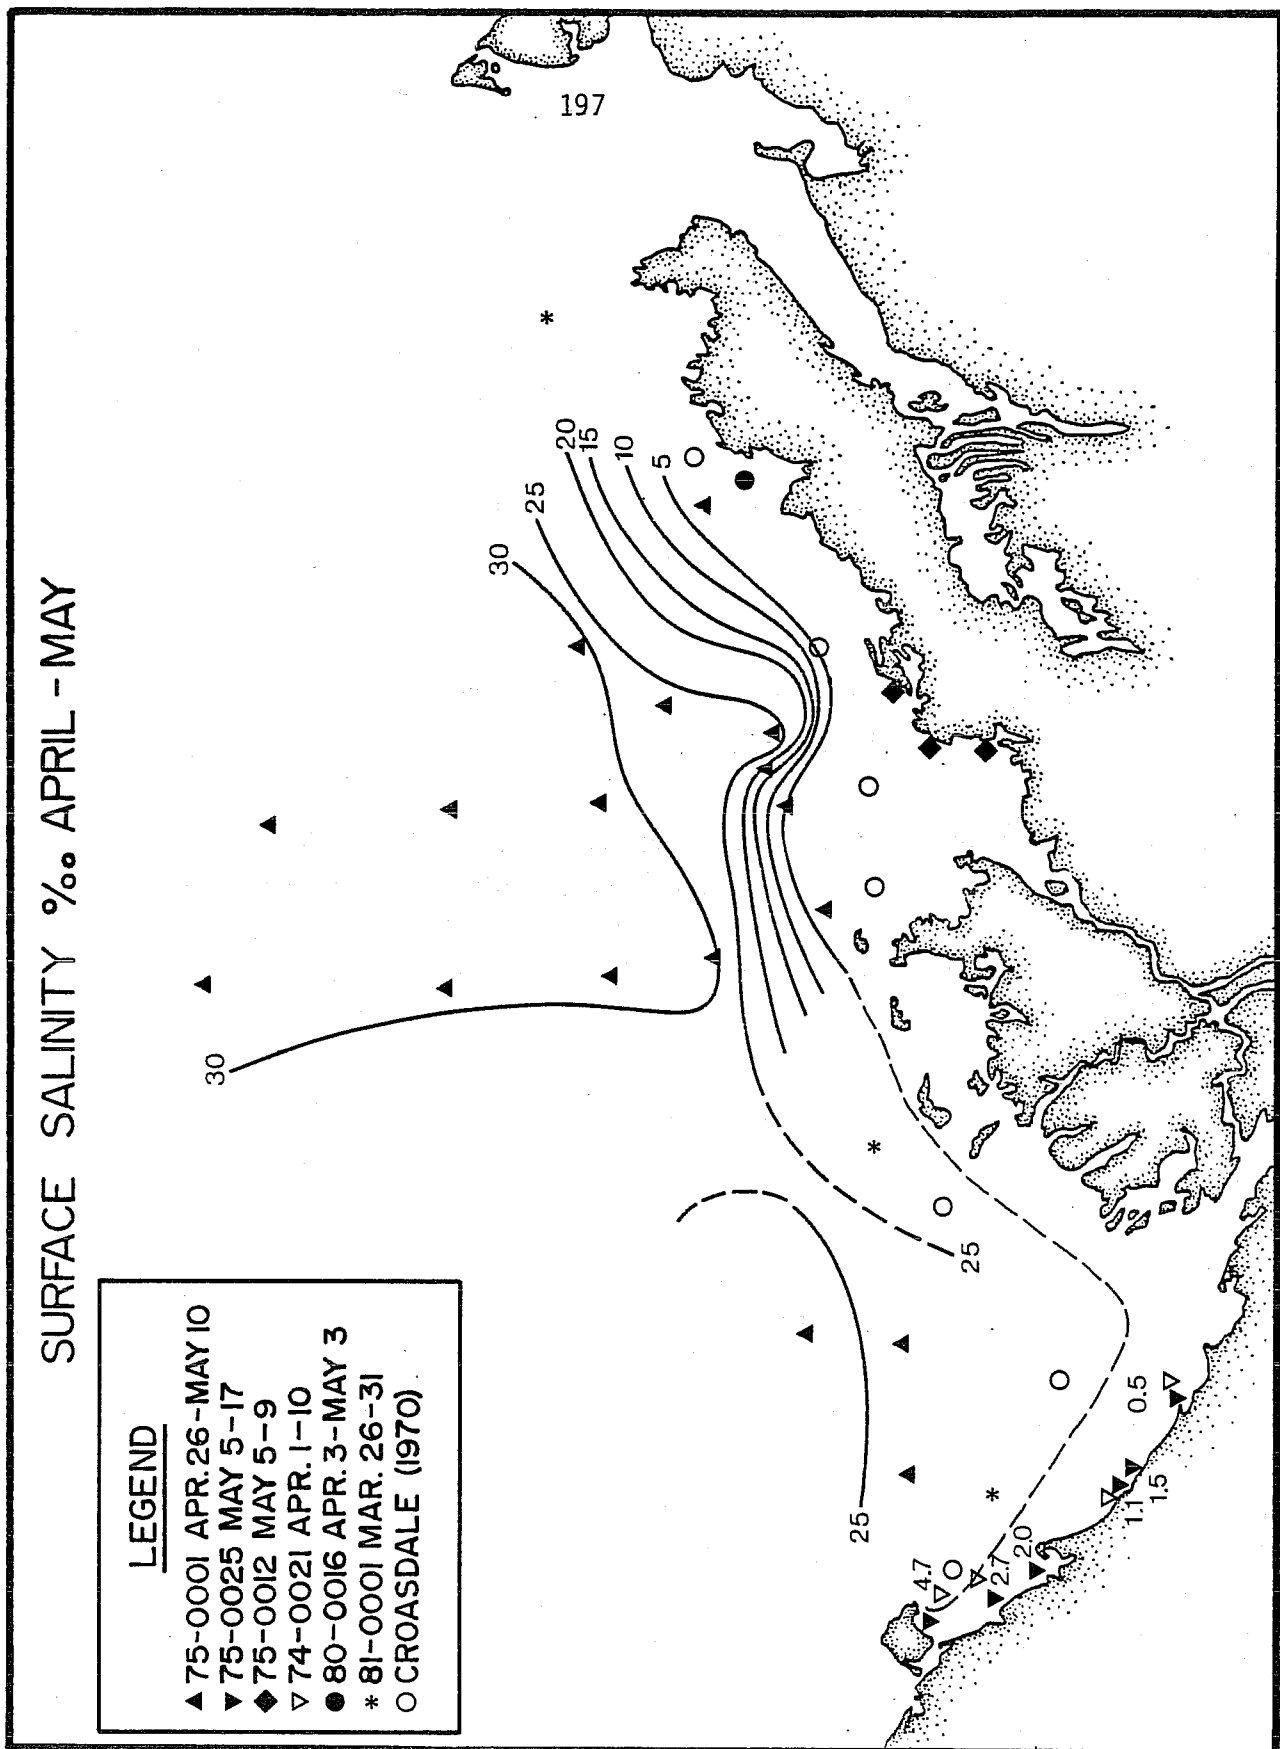 SURFACE SALINITY ‰ APRIL - MAY
LEGEND
▲ 75-0001 APR. 26-MAY 10
▼ 75-0025 MAY 5-17
◆ 75-0012 MAY 5-9
▽ 74-0021 APR. 1-10
● 80-0016 APR. 3-MAY 3
* 81-0001 MAR. 26-31
○ CROASDALE (1970)
197
30
30
25
20
15
10
5
25
25
4.7
2.7
2.0
1.1
1.5
0.5